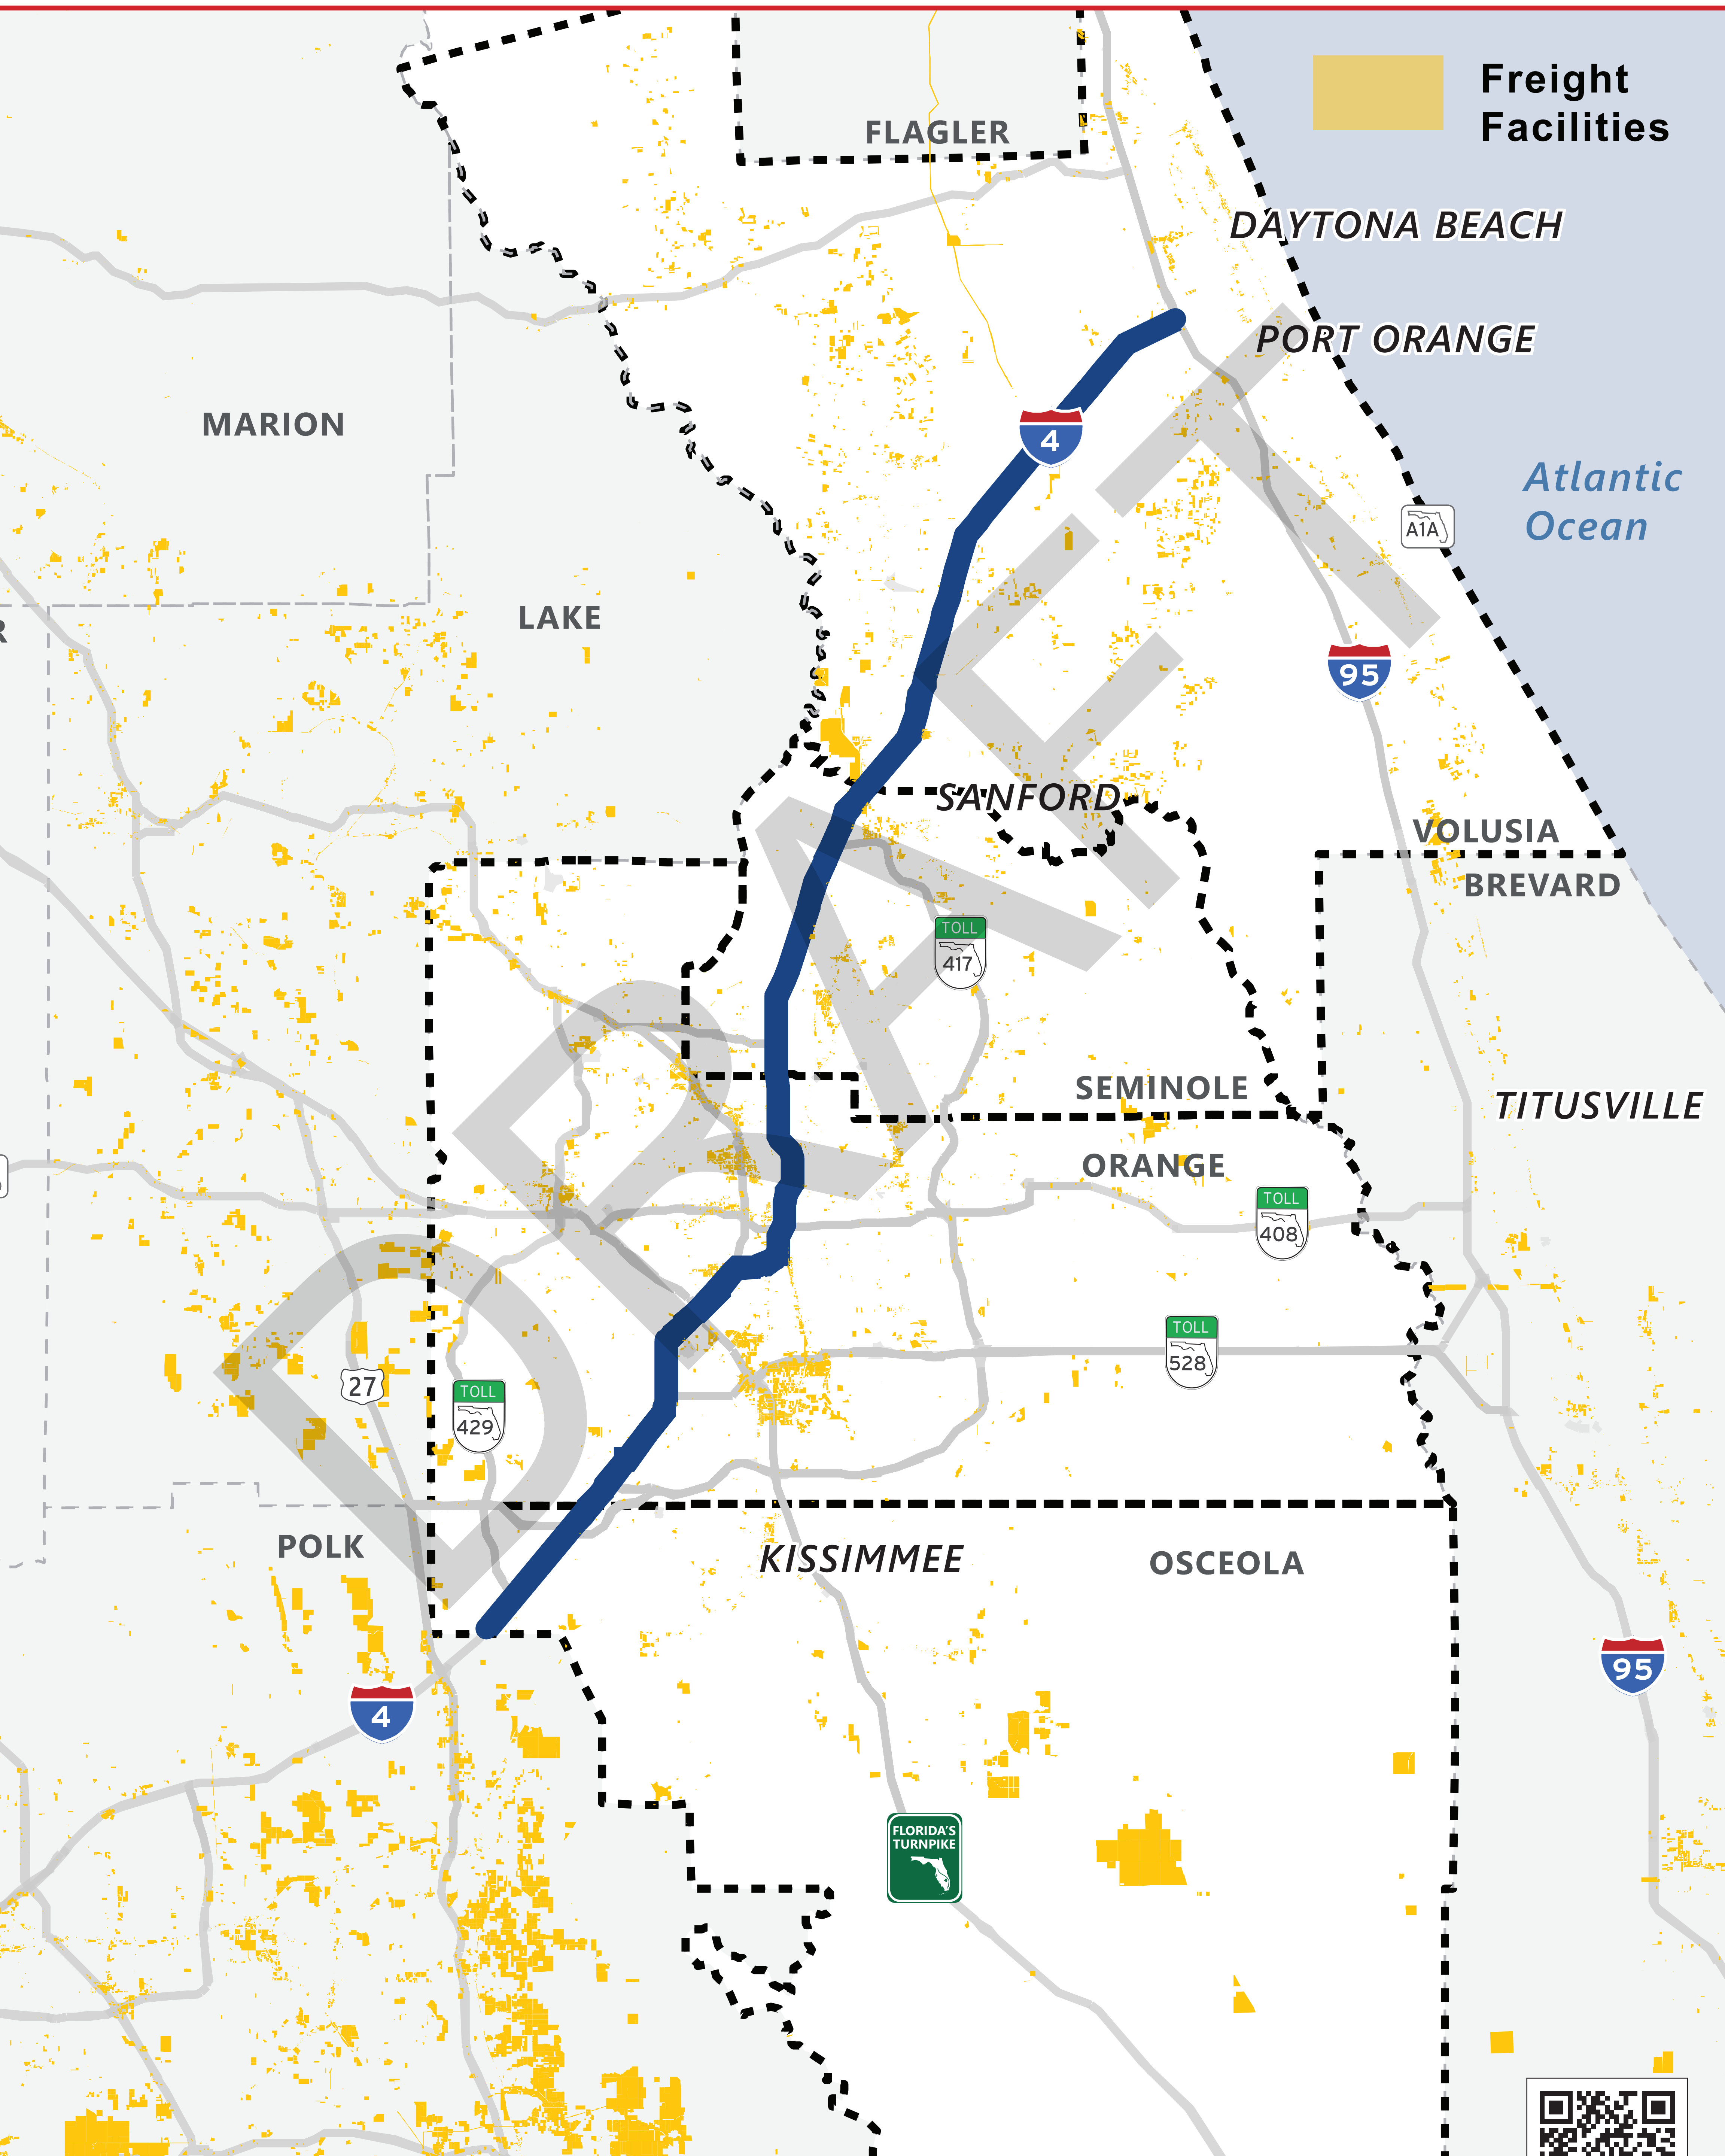 Freight
Facilities
FLAGLER
DAYTONA BEACH
PORT ORANGE
MARION
4
Atlantic
Ocean
A1A
LAKE
R
95
SANFORD
VOLUSIA
BREVARD
TOLL
417
SEMINOLE
TITUSVILLE
ORANGE
TOLL
408
TOLL
528
27
TOLL
429
POLK
KISSIMMEE
OSCEOLA
95
4
FLORIDA'S
TURNPIKE
DRAFT